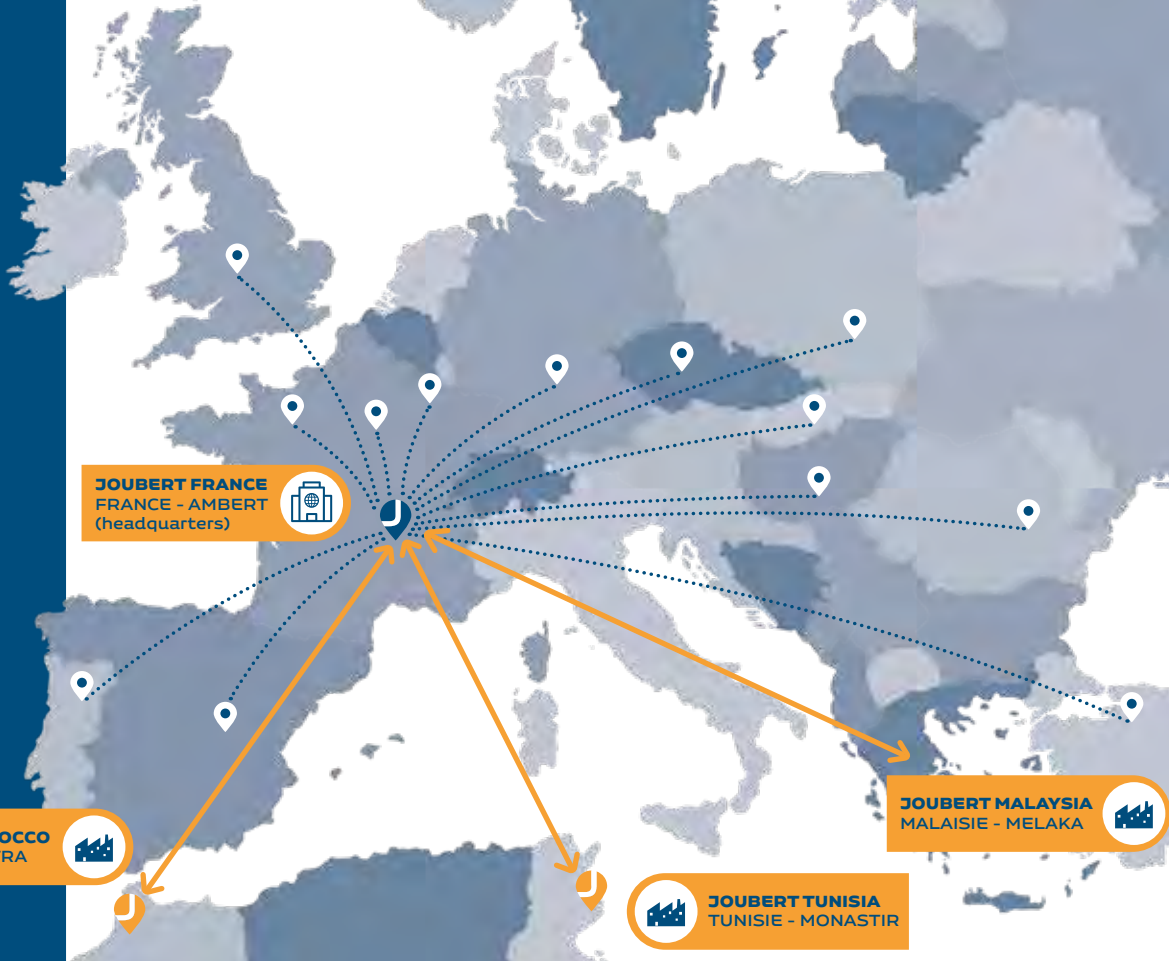 JOUBERT FRANCE
FRANCE - AMBERT
(headquarters)
JOUBERT MALAYSIA
MALAISIE - MELAKA
OCCO
RA
JOUBERT TUNISIA
TUNISIE - MONASTIR